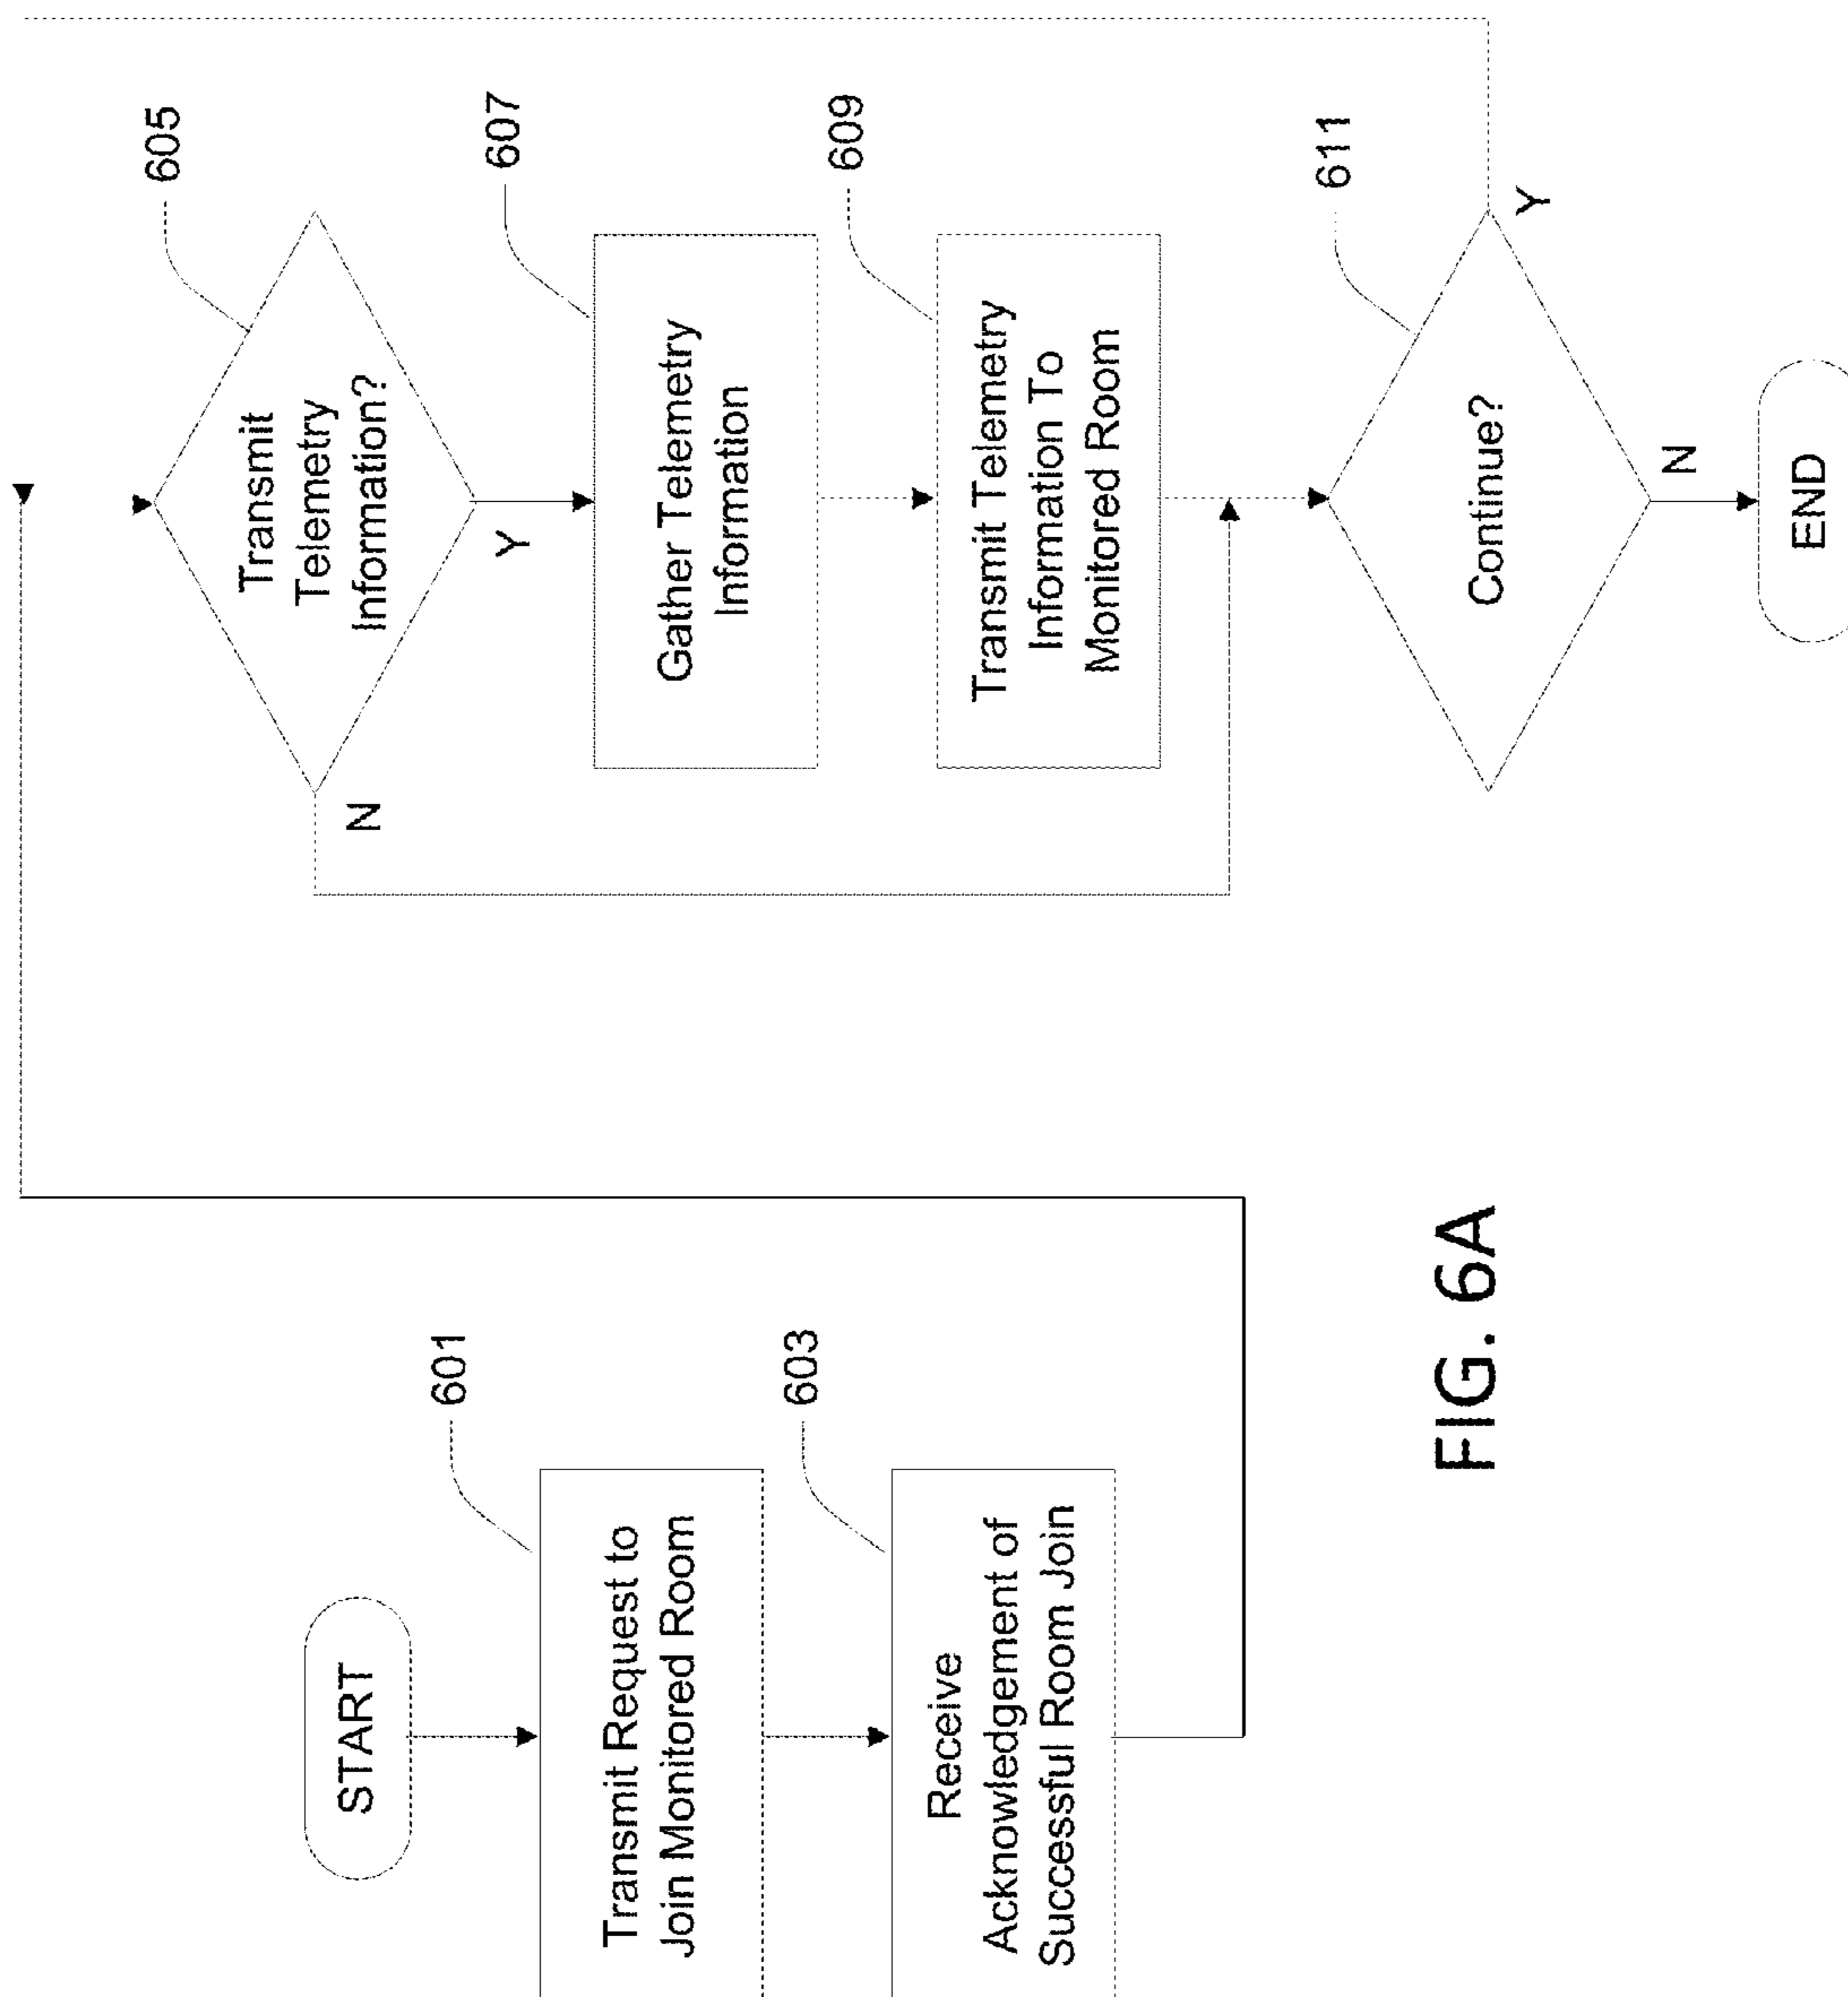 START
601
Transmit Request to
Join Monitored Room
603
Receive
Acknowledgement of
Successful Room Join
605
Transmit
Telemetry
Information?
Y
N
607
Gather Telemetry
Information
609
Transmit Telemetry
Information To
Monitored Room
611
Continue?
Y
N
END
FIG. 6A